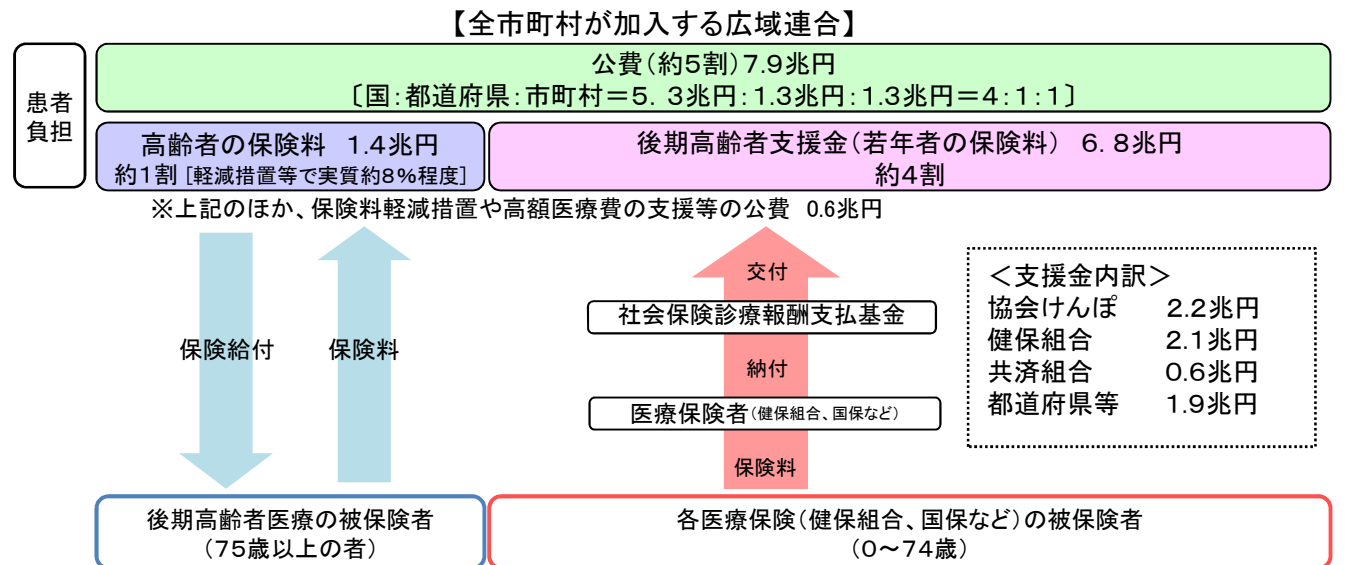 【全市町村が加入する広域連合】
患者
負担
公費（約５割）7.9兆円
〔国：都道府県：市町村＝５．３兆円：1.3兆円：1.3兆円＝４：１：１〕
高齢者の保険料　1.4兆円
約１割 [軽減措置等で実質約８％程度]
後期高齢者支援金（若年者の保険料）　６．８兆円
約４割
※上記のほか、保険料軽減措置や高額医療費の支援等の公費　0.6兆円
保険給付
保険料
交付
社会保険診療報酬支払基金
納付
医療保険者（健保組合、国保など）
保険料
＜支援金内訳＞
協会けんぽ　2.2兆円
健保組合　2.1兆円
共済組合　0.6兆円
都道府県等　1.9兆円
後期高齢者医療の被保険者
（75歳以上の者）
各医療保険（健保組合、国保など）の被保険者
（０～74歳）